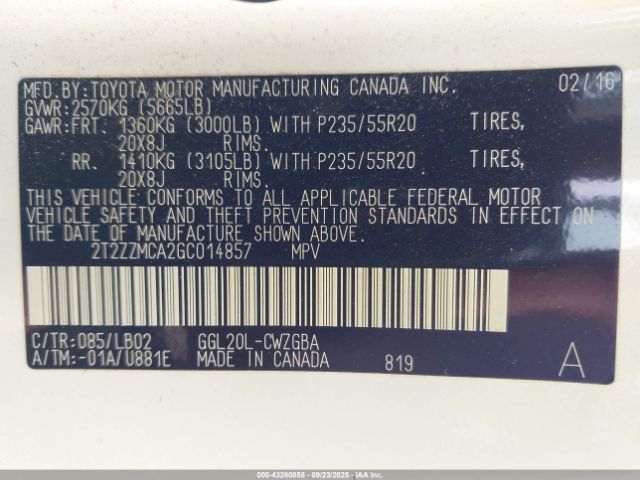 MFD.BY:TOYOTA MOTOR MANUFACTURING CANADA INC. 02/16
GVWR:2570KG (5665LB)
GAWR:FRT. 1360KG (3000LB) WITH P235/55R20 TIRES,
20X8J RIMS.
RR. 1410KG (3105LB) WITH P235/55R20 TIRES,
20X8J RIMS.
THIS VEHICLE CONFORMS TO ALL APPLICABLE FEDERAL MOTOR
VEHICLE SAFETY AND THEFT PREVENTION STANDARDS IN EFFECT ON
THE DATE OF MANUFACTURE SHOWN ABOVE.
2T2ZZMCA2GC014857 MPV
C/TR:085/LB02 GGL20L-CWZGBA
A/TM:-01A/U881E MADE IN CANADA 819 A
000-43280858 - 09/23/2025 - IAAI.COM